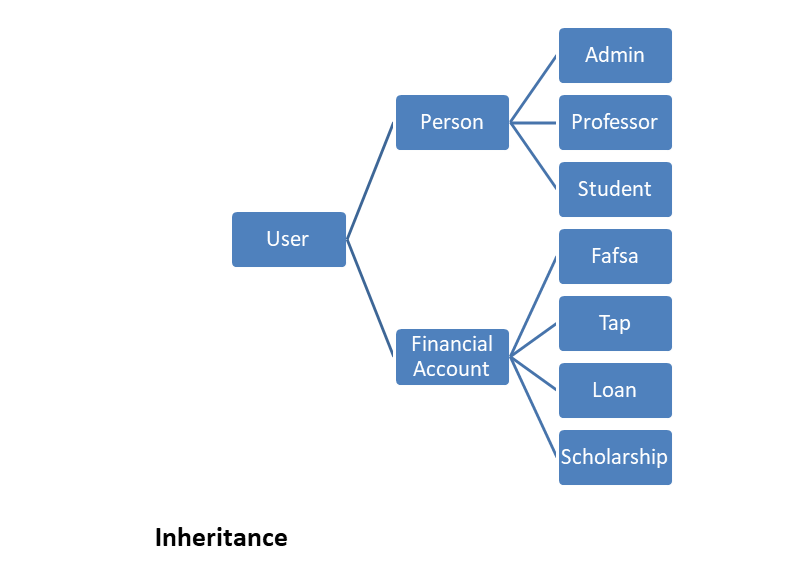 User
Person
Admin
Professor
Student
Financial
Account
Fafsa
Tap
Loan
Scholarship
Inheritance